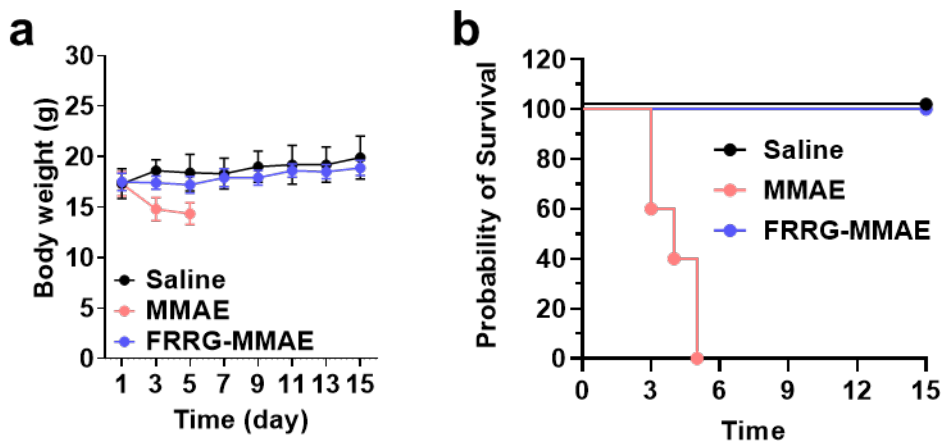 a
30
25
20
15
10
5
0
Body weight (g)
Saline
MMAE
FRRG-MMAE
1 3 5 7 9 11 13 15
Time (day)
b
120
100
80
60
40
20
0
Probability of Survival
Saline
MMAE
FRRG-MMAE
0 3 6 9 12 15
Time